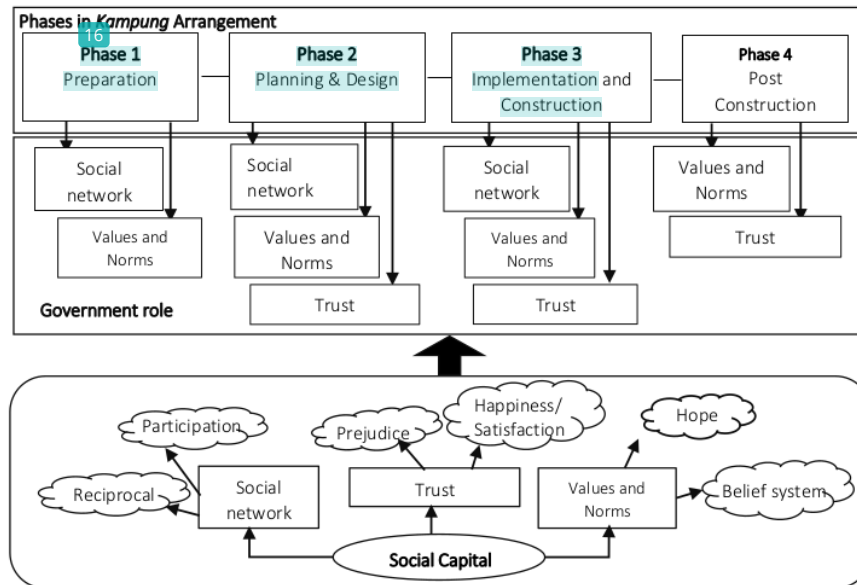 Phases in Kampung Arrangement
16
Phase 1
Preparation
Phase 2
Planning & Design
Phase 3
Implementation and
Construction
Phase 4
Post
Construction
Social
network
Values and
Norms
Social
network
Values and
Norms
Trust
Social
network
Values and
Norms
Trust
Values and
Norms
Trust
Government role
Participation
Reciprocal
Social
network
Prejudice
Happiness/
Satisfaction
Trust
Hope
Values and
Norms
Belief system
Social Capital